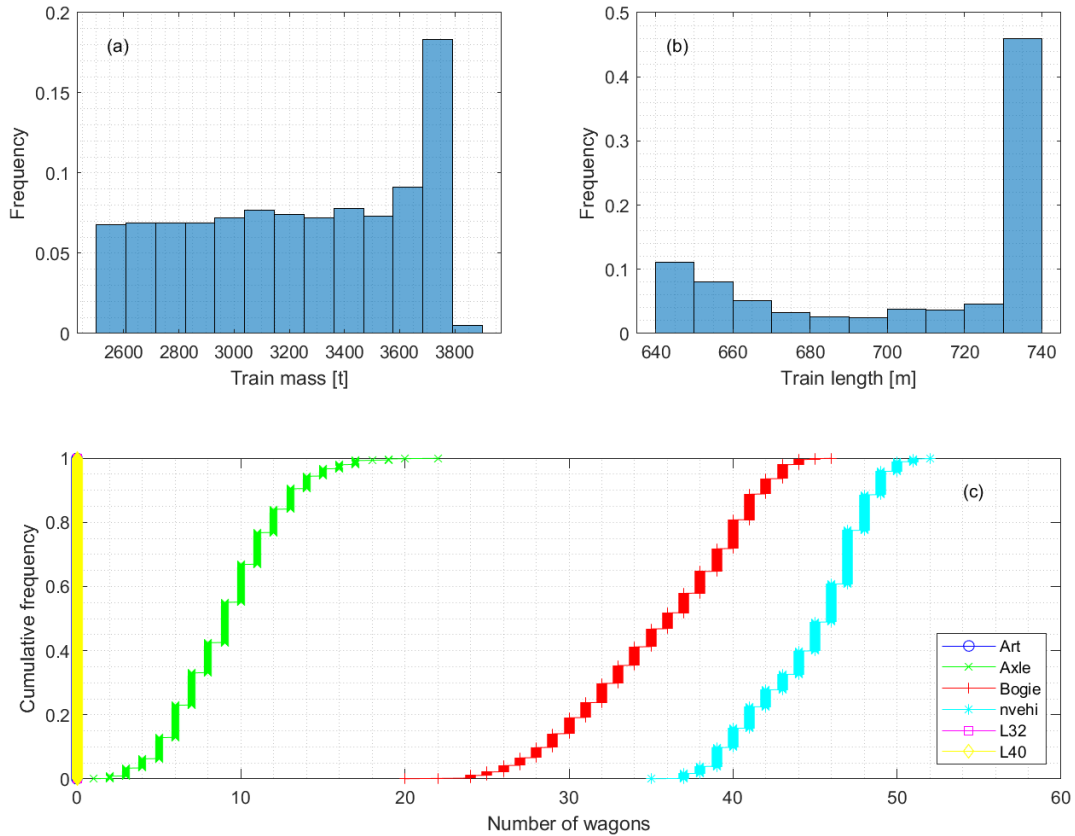 0.2
0.15
0.1
0.05
0
Frequency
(a)
2600 2800 3000 3200 3400 3600 3800
Train mass [t]
0.5
0.4
0.3
0.2
0.1
0
Frequency
(b)
640 660 680 700 720 740
Train length [m]
1
0.8
0.6
0.4
0.2
0
Cumulative frequency
(c)
Art
Axle
Bogie
nvehi
L32
L40
0 10 20 30 40 50 60
Number of wagons